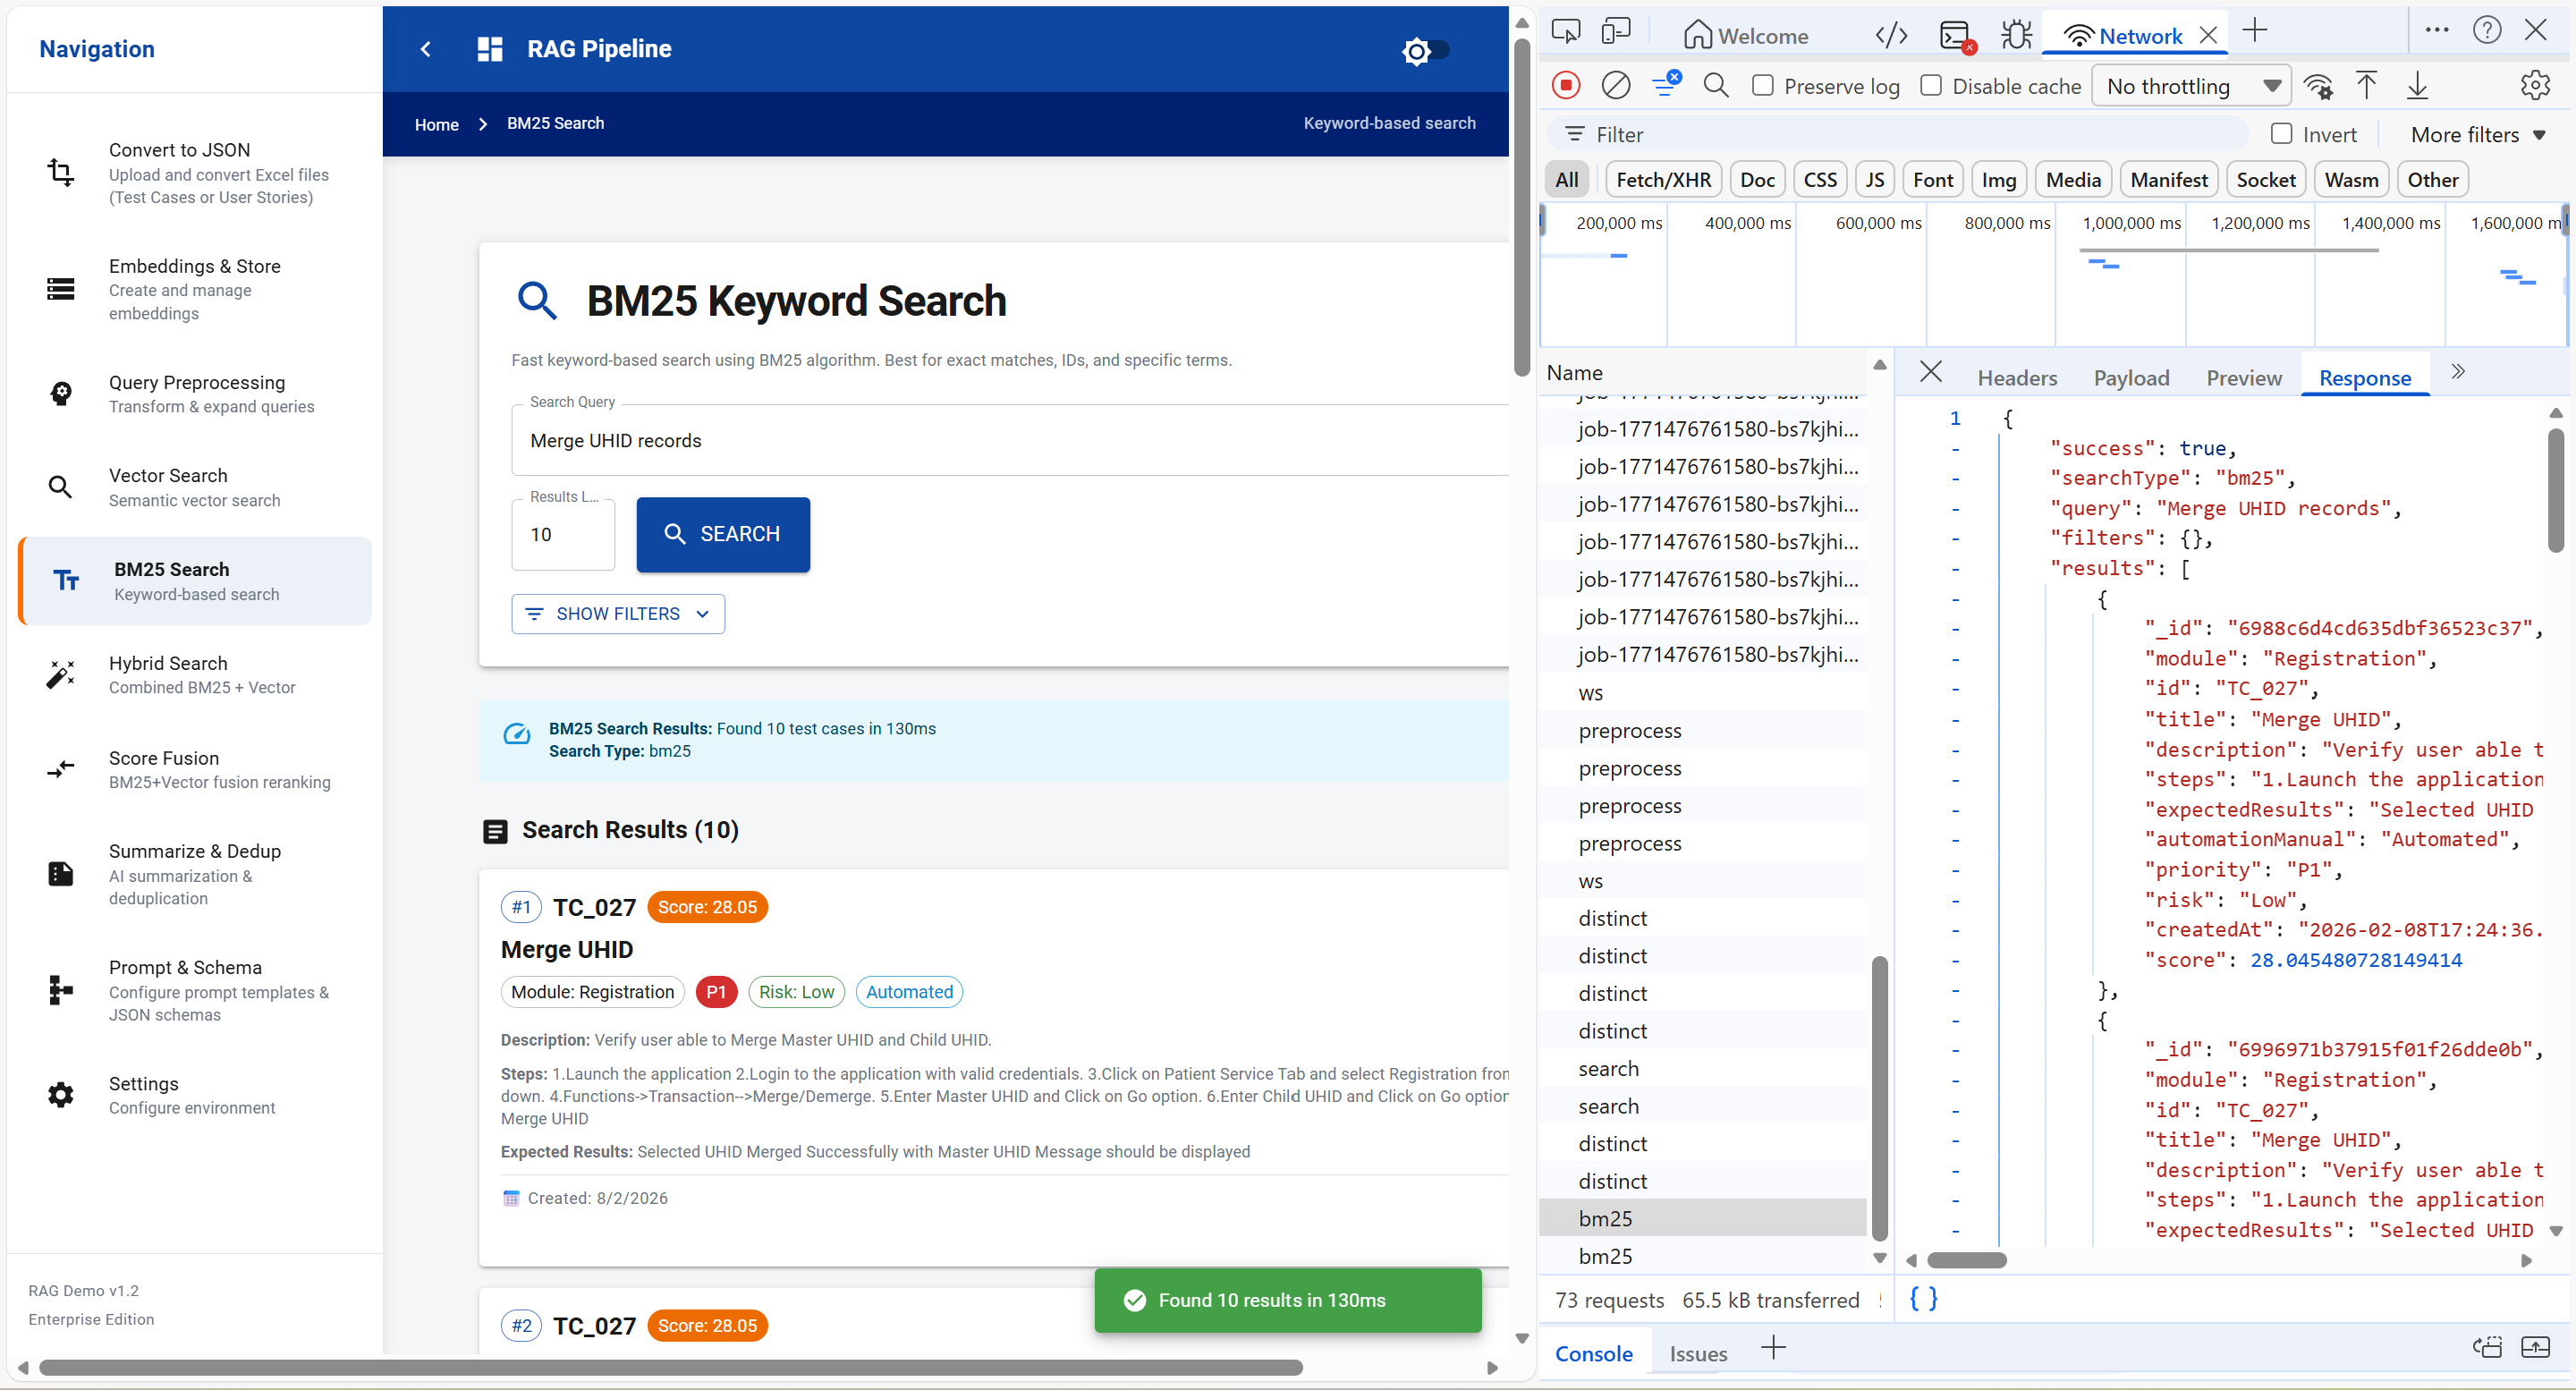 Navigation
Convert to JSON
Upload and convert Excel files
(Test Cases or User Stories)
Embeddings & Store
Create and manage
embeddings
Query Preprocessing
Transform & expand queries
Vector Search
Semantic vector search
BM25 Search
Keyword-based search
Hybrid Search
Combined BM25 + Vector
Score Fusion
BM25+Vector fusion reranking
Summarize & Dedup
AI summarization &
deduplication
Prompt & Schema
Configure prompt templates &
JSON schemas
Settings
Configure environment
RAG Demo v1.2
Enterprise Edition
RAG Pipeline
Home
BM25 Search
Keyword-based search
BM25 Keyword Search
Fast keyword-based search using BM25 algorithm. Best for exact matches, IDs, and specific terms.
Search Query
Merge UHID records
Results L...
10
SEARCH
SHOW FILTERS
BM25 Search Results: Found 10 test cases in 130ms
Search Type: bm25
Search Results (10)
#1 TC_027 Score: 28.05
Merge UHID
Module: Registration P1 Risk: Low Automated
Description: Verify user able to Merge Master UHID and Child UHID.
Steps: 1.Launch the application 2.Login to the application with valid credentials. 3.Click on Patient Service Tab and select Registration from
down. 4.Functions->Transaction-->Merge/Demerge. 5.Enter Master UHID and Click on Go option. 6.Enter Child UHID and Click on Go option
Merge UHID
Expected Results: Selected UHID Merged Successfully with Master UHID Message should be displayed
Created: 8/2/2026
#2 TC_027 Score: 28.05
Found 10 results in 130ms
Welcome
Network
Preserve log
Disable cache
No throttling
Filter
Invert
More filters
All Fetch/XHR Doc CSS JS Font Img Media Manifest Socket Wasm Other
200,000 ms 400,000 ms 600,000 ms 800,000 ms 1,000,000 ms 1,200,000 ms 1,400,000 ms 1,600,000 m
Name
job-1771476761580-bs7kjhi...
job-1771476761580-bs7kjhi...
job-1771476761580-bs7kjhi...
job-1771476761580-bs7kjhi...
job-1771476761580-bs7kjhi...
job-1771476761580-bs7kjhi...
job-1771476761580-bs7kjhi...
job-1771476761580-bs7kjhi...
ws
preprocess
preprocess
preprocess
preprocess
ws
distinct
distinct
distinct
distinct
search
search
distinct
distinct
bm25
bm25
73 requests 65.5 kB transferred
Headers Payload Preview Response
1 {
- "success": true,
- "searchType": "bm25",
- "query": "Merge UHID records",
- "filters": {},
- "results": [
- {
- "_id": "6988c6d4cd635dbf36523c37",
- "module": "Registration",
- "id": "TC_027",
- "title": "Merge UHID",
- "description": "Verify user able t
- "steps": "1.Launch the application
- "expectedResults": "Selected UHID
- "automationManual": "Automated",
- "priority": "P1",
- "risk": "Low",
- "createdAt": "2026-02-08T17:24:36.
- "score": 28.045480728149414
- },
- {
- "_id": "6996971b37915f01f26dde0b",
- "module": "Registration",
- "id": "TC_027",
- "title": "Merge UHID",
- "description": "Verify user able t
- "steps": "1.Launch the application
- "expectedResults": "Selected UHID
{ }
Console
Issues